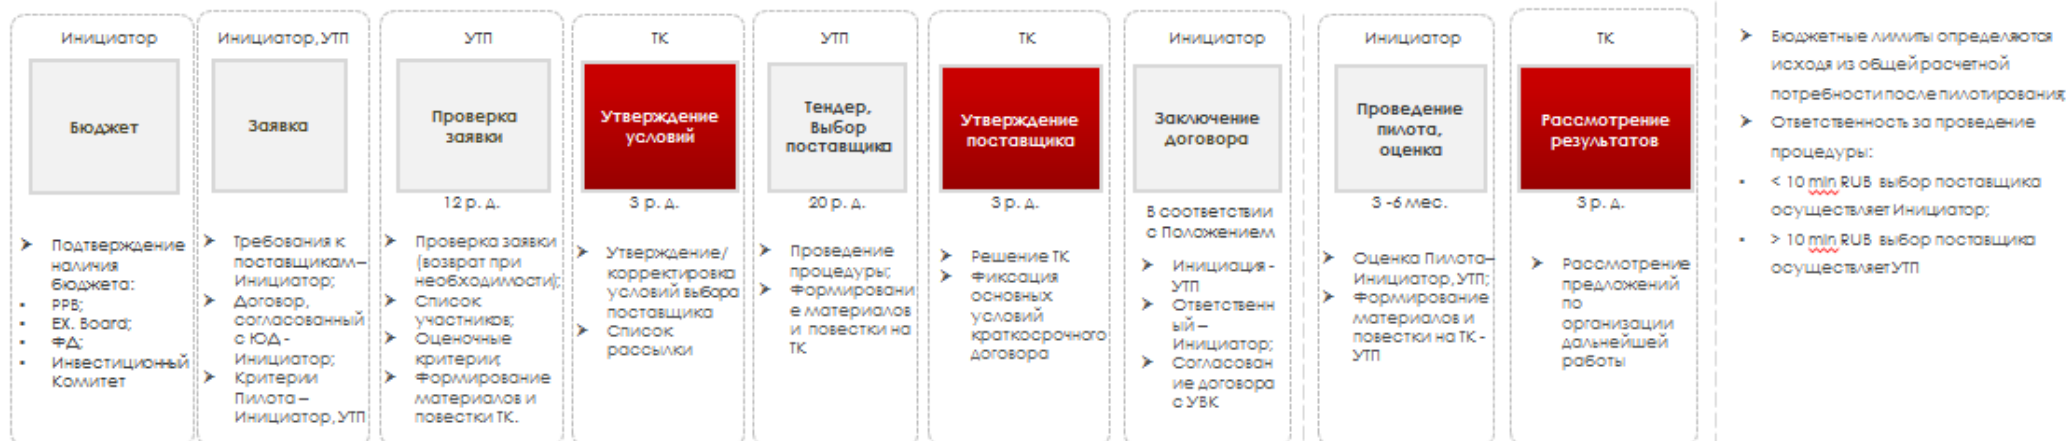 Инициатор
Бюджет
Подтверждение
наличия
бюджета:
РРВ;
EX. Board;
ФД;
Инвестиционный
Комитет
Инициатор, УТП
Заявка
Требования к
поставщикам –
Инициатор;
Договор,
согласованный
с ЮД -
Инициатор;
Критерии
Пилота –
Инициатор, УТП
УТП
Проверка
заявки
12 р. д.
Проверка заявки
(возврат при
необходимости);
Список
участников;
Оценочные
критерии;
Формирование
материалов и
повестки ТК.
ТК
Утверждение
условий
3 р. д.
Утверждение/
корректировка
условий выбора
поставщика
Список
рассылки
УТП
Тендер,
Выбор
поставщика
20 р. д.
Проведение
процедуры;
Формировани
е материалов
и повестки на
ТК
ТК
Утверждение
поставщика
3 р. д.
Решение ТК
Фиксация
основных
условий
краткосрочного
договора
Инициатор
Заключение
договора
В соответствии
с Положением
Инициация -
УТП
Ответственн
ый –
Инициатор;
Согласован
ие договора
с УВК
Инициатор
Проведение
пилота,
оценка
3 -6 мес.
Оценка Пилота–
Инициатор, УТП;
Формирование
материалов и
повестки на ТК -
УТП
ТК
Рассмотрение
результатов
3 р. д.
Рассмотрение
предложений
по
организации
дальнейшей
работы
Бюджетные лимиты определяются
исходя из общей расчетной
потребности после пилотирования;
Ответственность за проведение
процедуры:
< 10 mln RUB выбор поставщика
осуществляет Инициатор;
> 10 mln RUB выбор поставщика
осуществляет УТП